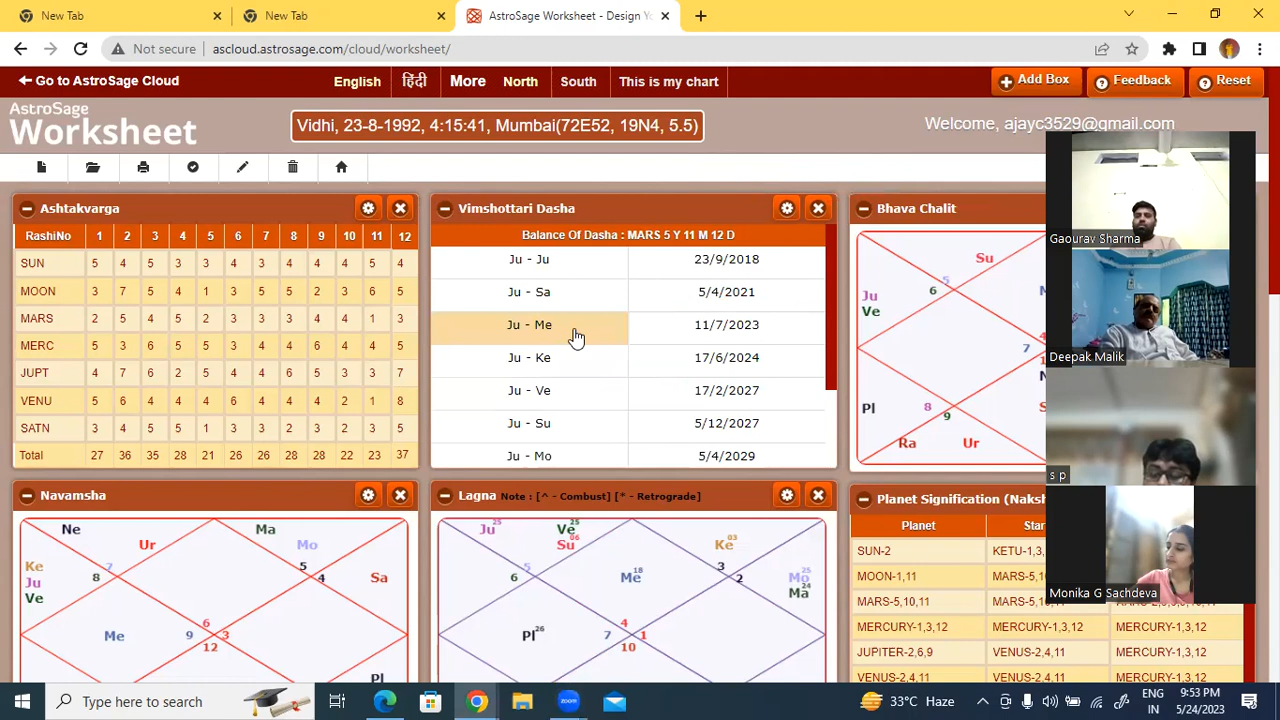 New Tab
New Tab
AstroSage Worksheet - Design Yo
Not secure ascloud.astrosage.com/cloud/worksheet/
Go to AstroSage Cloud English हिंदी More North South This is my chart Add Box Feedback Reset
AstroSage
Worksheet
Vidhi, 23-8-1992, 4:15:41, Mumbai(72E52, 19N4, 5.5)
Welcome, ajayc3529@gmail.com
Ashtakvarga
RashiNo 1 2 3 4 5 6 7 8 9 10 11 12
SUN 5 4 5 3 3 4 3 4 4 4 5 4
MOON 3 7 5 4 1 3 5 5 2 3 6 5
MARS 2 5 4 5 2 5 3 4 4 1 3
MERC 5 3 6 5 4 5 4 6 4 4 5
JUPT 4 7 6 2 5 4 4 6 5 3 3 7
VENU 5 6 4 4 4 6 4 4 4 2 1 8
SATN 3 4 5 5 1 3 3 2 3 2 3
Total 27 36 35 28 21 26 26 28 28 22 23 37
Vimshottari Dasha
Balance Of Dasha : MARS 5 Y 11 M 12 D
Ju - Ju 23/9/2018
Ju - Sa 5/4/2021
Ju - Me 11/7/2023
Ju - Ke 17/6/2024
Ju - Ve 17/2/2027
Ju - Su 5/12/2027
Ju - Mo 5/4/2029
Bhava Chalit
Su
Ju 6 5
Ve
4
7
Pl 8
9
Ra Ur
Gaourav Sharma
Deepak Malik
s p
Monika G Sachdeva
Navamsha
Ne Ma
Ur Mo
Ke 7 5
Ju 8 4 Sa
Ve
6
Me 9 3
12
Pl
Lagna Note : [^ - Combust] [* - Retrograde]
Ju25 Ve25
Su06 Ke03
5 3
6 Me18 2 Mo25
Ma24
4
Pl26 7 1
10
Planet Signification (Naksh
Planet Star
SUN-2 KETU-1,3,
MOON-1,11 MARS-5,10
MARS-5,10,11 MARS-5,10
MERCURY-1,3,12 MERCURY-1,3,12 MERCURY-1,3,12
JUPITER-2,6,9 VENUS-2,4,11 MERCURY-1,3,12
VENUS-2,4,11 VENUS-2,4,11 MERCURY-1,3,12
Type here to search
33°C Haze
ENG
IN
9:53 PM
5/24/2023